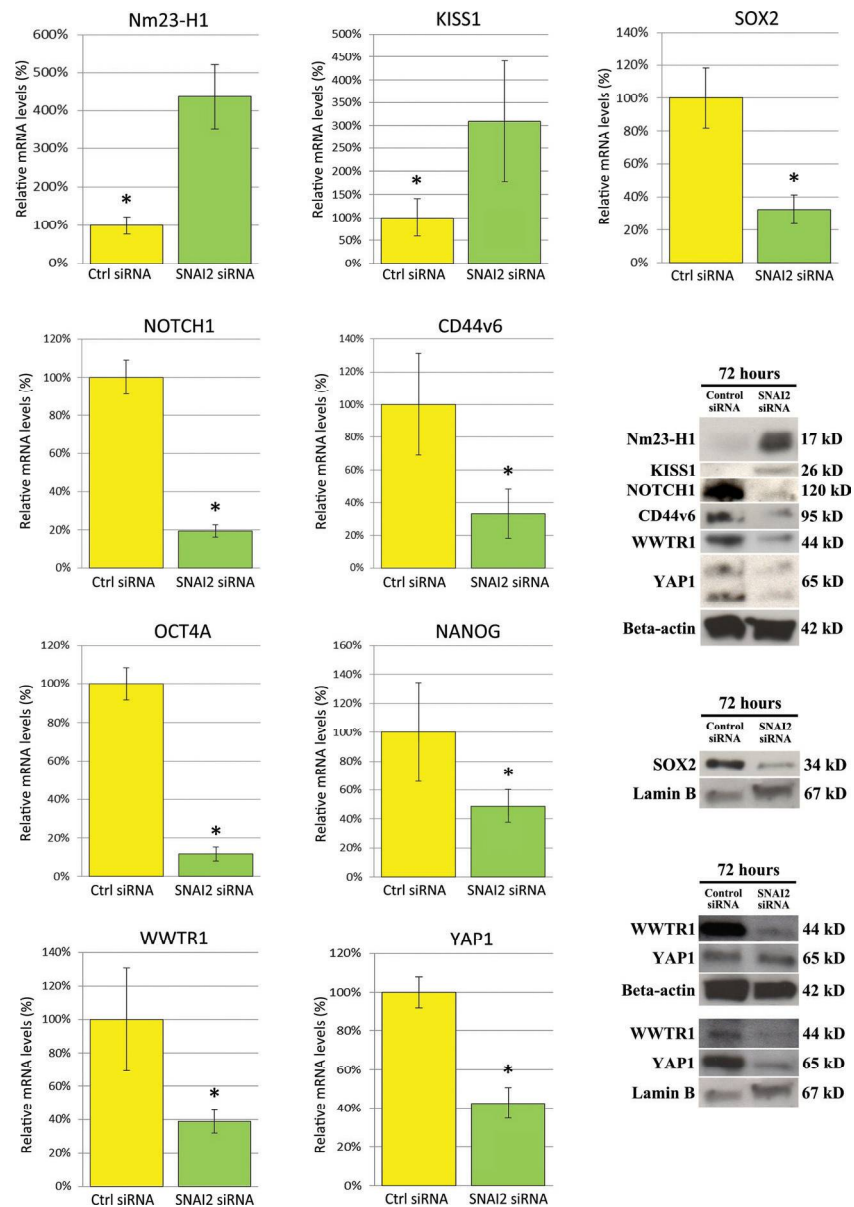 Nm23-H1
Relative mRNA levels (%)
600%
500%
400%
300%
200%
100%
0%
*
Ctrl siRNA SNAI2 siRNA
KISS1
Relative mRNA levels (%)
500%
450%
400%
350%
300%
250%
200%
150%
100%
50%
0%
*
Ctrl siRNA SNAI2 siRNA
SOX2
Relative mRNA levels (%)
140%
120%
100%
80%
60%
40%
20%
0%
*
Ctrl siRNA SNAI2 siRNA
NOTCH1
Relative mRNA levels (%)
120%
100%
80%
60%
40%
20%
0%
*
Ctrl siRNA SNAI2 siRNA
CD44v6
Relative mRNA levels (%)
140%
120%
100%
80%
60%
40%
20%
0%
*
Ctrl siRNA SNAI2 siRNA
72 hours
Control SNAI2
siRNA siRNA
Nm23-H1 17 kD
KISS1 26 kD
NOTCH1 120 kD
CD44v6 95 kD
WWTR1 44 kD
YAP1 65 kD
Beta-actin 42 kD
OCT4A
Relative mRNA levels (%)
120%
100%
80%
60%
40%
20%
0%
*
Ctrl siRNA SNAI2 siRNA
NANOG
Relative mRNA levels (%)
160%
140%
120%
100%
80%
60%
40%
20%
0%
*
Ctrl siRNA SNAI2 siRNA
72 hours
Control SNAI2
siRNA siRNA
SOX2 34 kD
Lamin B 67 kD
WWTR1
Relative mRNA levels (%)
140%
120%
100%
80%
60%
40%
20%
0%
*
Ctrl siRNA SNAI2 siRNA
YAP1
Relative mRNA levels (%)
120%
100%
80%
60%
40%
20%
0%
*
Ctrl siRNA SNAI2 siRNA
72 hours
Control SNAI2
siRNA siRNA
WWTR1 44 kD
YAP1 65 kD
Beta-actin 42 kD
WWTR1 44 kD
YAP1 65 kD
Lamin B 67 kD